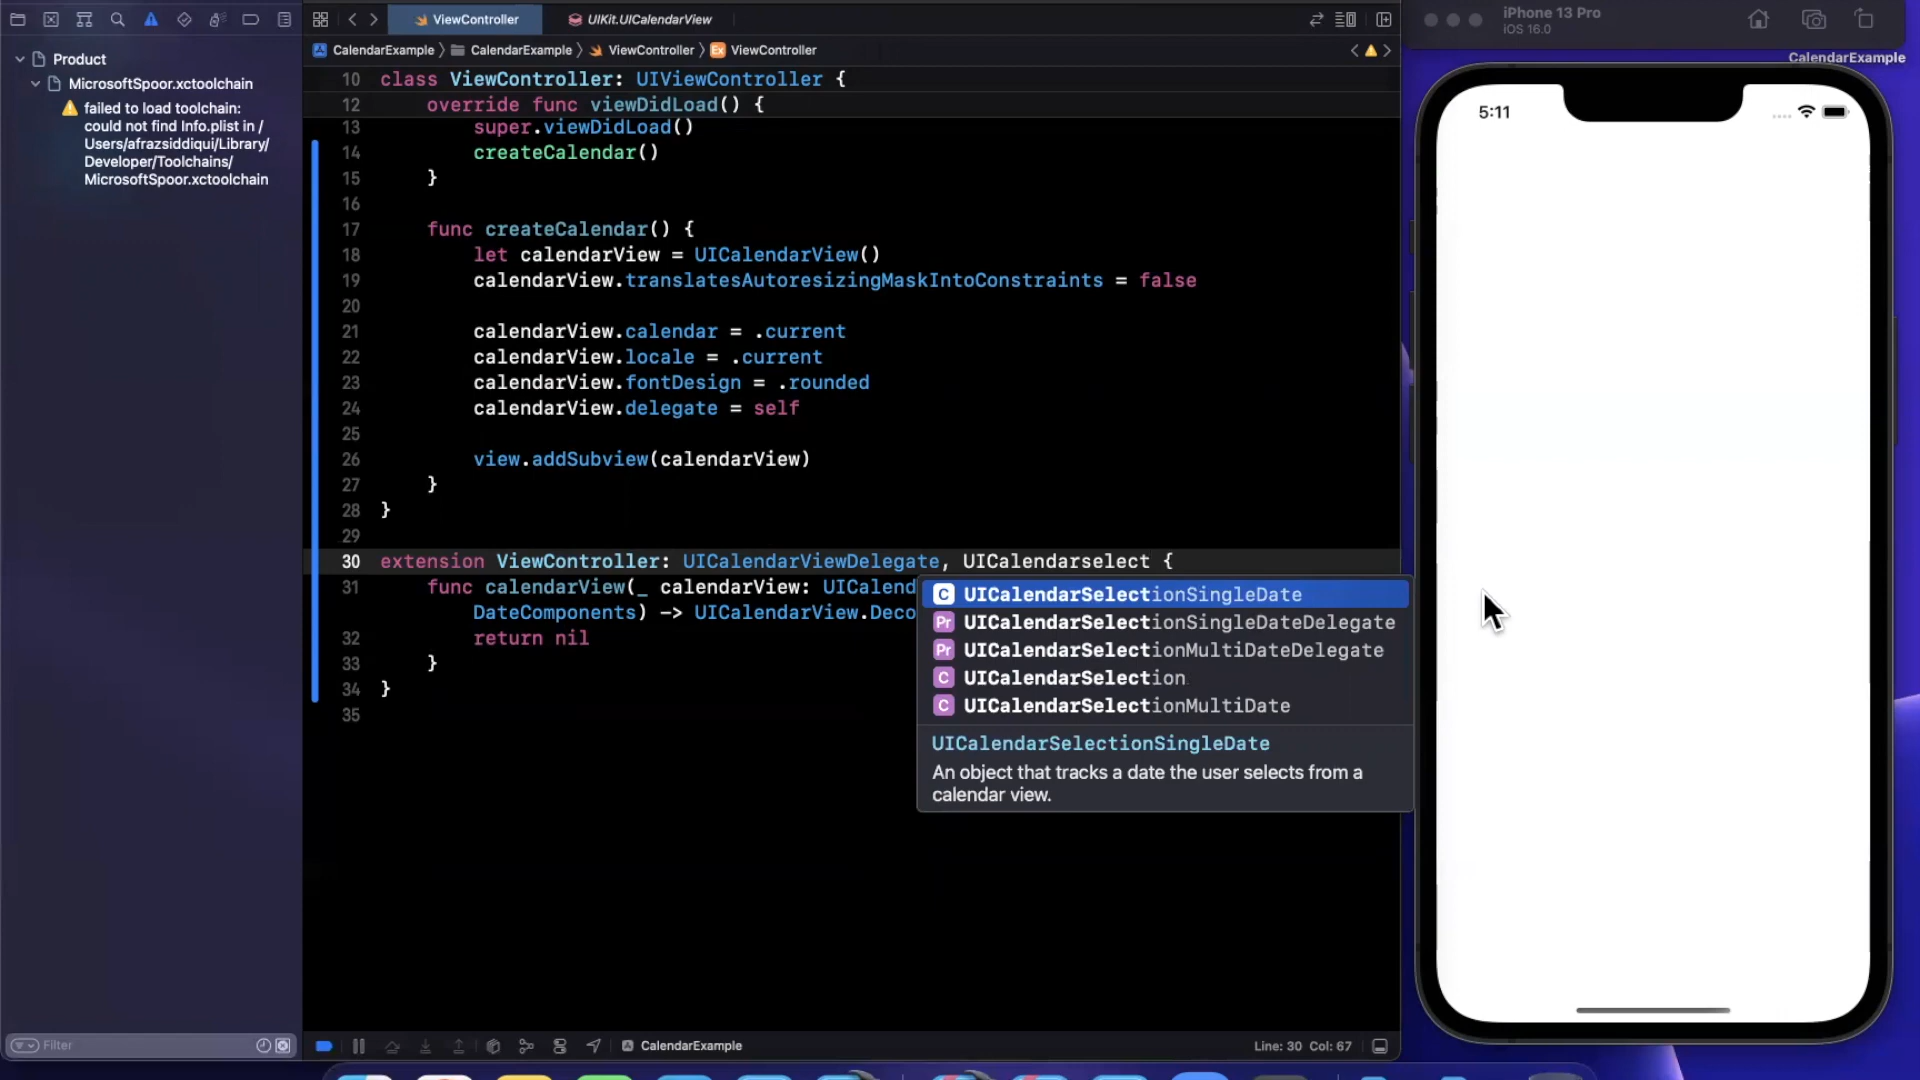 ViewController
UIKit.UICalendarView
iPhone 13 Pro
iOS 16.0
CalendarExample
CalendarExample
CalendarExample
ViewController
Ex
ViewController
Product
MicrosoftSpoor.xctoolchain
failed to load toolchain:
could not find Info.plist in /
Users/afrazsiddiqui/Library/
Developer/Toolchains/
MicrosoftSpoor.xctoolchain
10 class ViewController: UIViewController {
12 override func viewDidLoad() {
13 super.viewDidLoad()
14 createCalendar()
15 }
16
17 func createCalendar() {
18 let calendarView = UICalendarView()
19 calendarView.translatesAutoresizingMaskIntoConstraints = false
20
21 calendarView.calendar = .current
22 calendarView.locale = .current
23 calendarView.fontDesign = .rounded
24 calendarView.delegate = self
25
26 view.addSubview(calendarView)
27 }
28 }
29
30 extension ViewController: UICalendarViewDelegate, UICalendarselect {
31 func calendarView(_ calendarView: UICalend
DateComponents) -> UICalendarView.Deco
32 return nil
33 }
34 }
35
C UICalendarSelectionSingleDate
Pr UICalendarSelectionSingleDateDelegate
Pr UICalendarSelectionMultiDateDelegate
C UICalendarSelection
C UICalendarSelectionMultiDate
UICalendarSelectionSingleDate
An object that tracks a date the user selects from a
calendar view.
5:11
Filter
CalendarExample
Line: 30 Col: 67